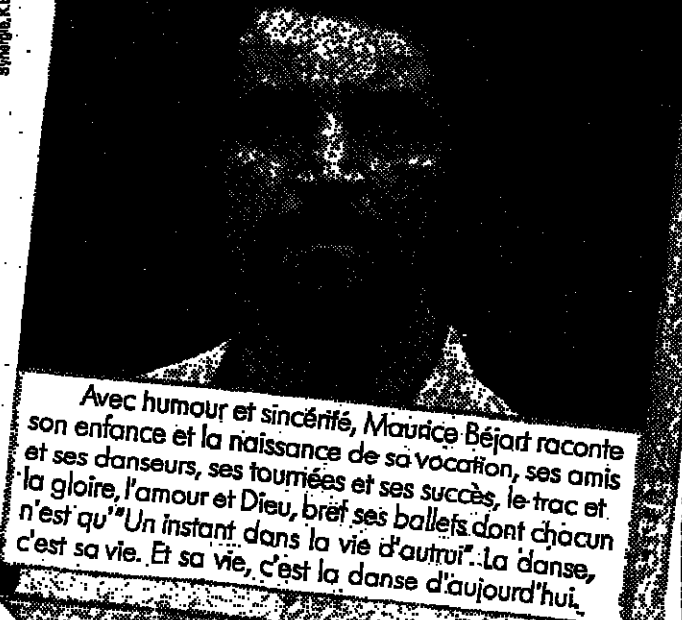 Avec humour et sincérité, Maurice Béjart raconte
son enfance et la naissance de sa vocation, ses amis
et ses danseurs, ses tournées et ses succès, le trac et
la gloire, l'amour et Dieu, bref ses ballets dont chacun
n'est qu'"Un instant dans la vie d'autrui". La danse,
c'est sa vie. Et sa vie, c'est la danse d'aujourd'hui.